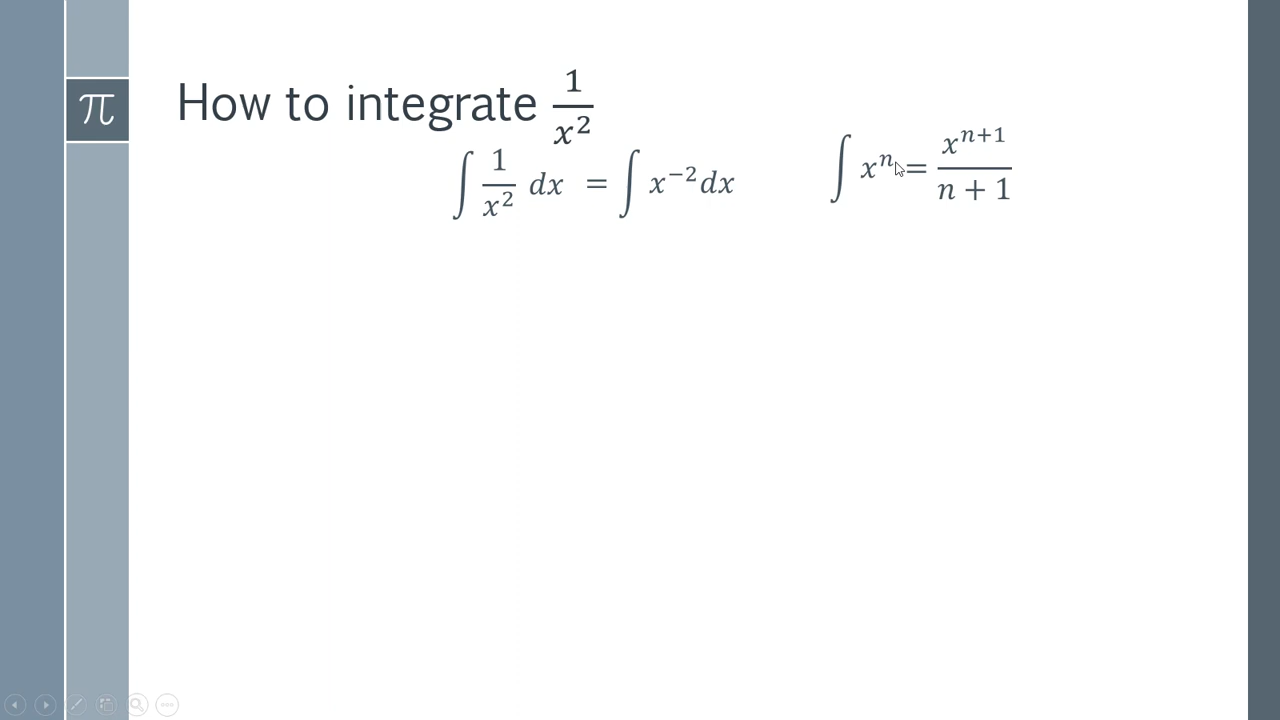 π
How to integrate 1/x²
∫ 1/x² dx = ∫ x⁻² dx
∫ xⁿ = xⁿ⁺¹/(n + 1)